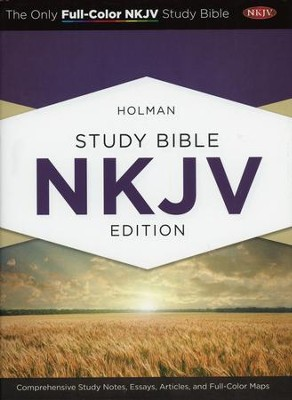 The Only Full-Color NKJV Study Bible
NKJV
HOLMAN
STUDY BIBLE
NKJV
EDITION
Comprehensive Study Notes, Essays, Articles, and Full-Color Maps